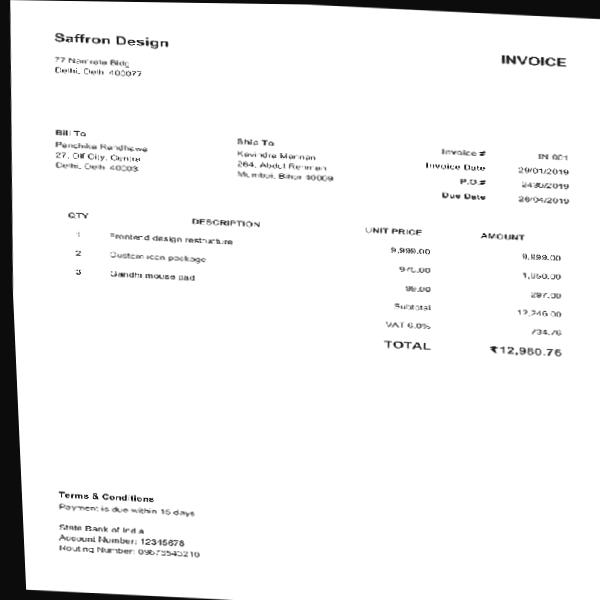 Saffron Design
INVOICE
77 Namrata Bldg
Delhi, Delhi 400077
Bill To
Ship To
27, Off City, Centre
Delhi, Delhi 40003
264, Abdul Rehman
Mumbai, Bihar 40009
Invoice # IN-001
Invoice Date 29/01/2019
P.O.# 2430/2019
Due Date 26/04/2019
QTY DESCRIPTION UNIT PRICE AMOUNT
1 Frontend design restructure 9,999.00 9,999.00
2 Custom icon package 975.00 1,950.00
3 Gandhi mouse pad 99.00 297.00
Subtotal 12,246.00
VAT 6.0% 734.76
TOTAL ₹12,980.76
Terms & Conditions
Payment is due within 15 days
State Bank of India
Account Number: 12345678
Routing Number: